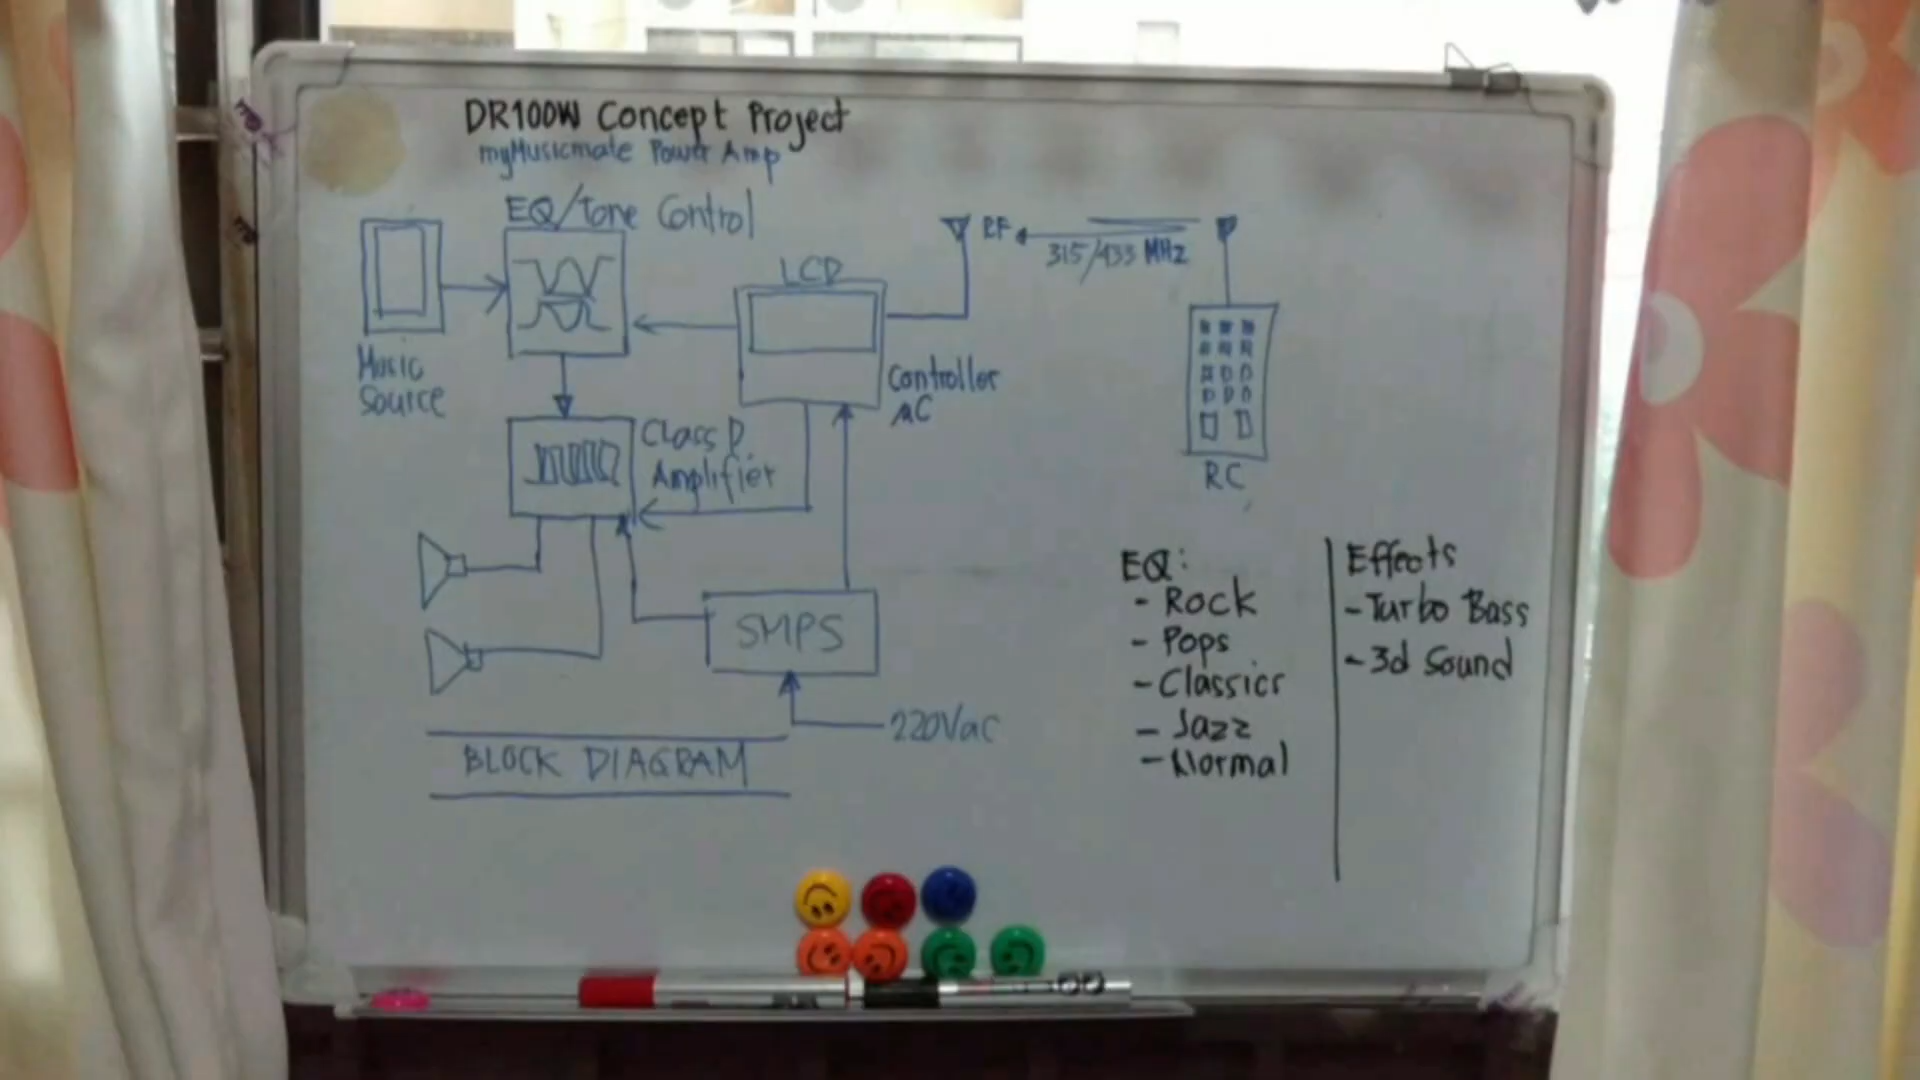 DR100W Concept Project
myMusicmate Power Amp
EQ/Tone Control
Music
Source
LCD
RF
315/433 MHz
Controller
µC
Class D
Amplifier
RC
SMPS
220Vac
BLOCK DIAGRAM
EQ:
- Rock
- Pops
- Classics
- Jazz
- Normal
Effects
- Turbo Bass
- 3d Sound